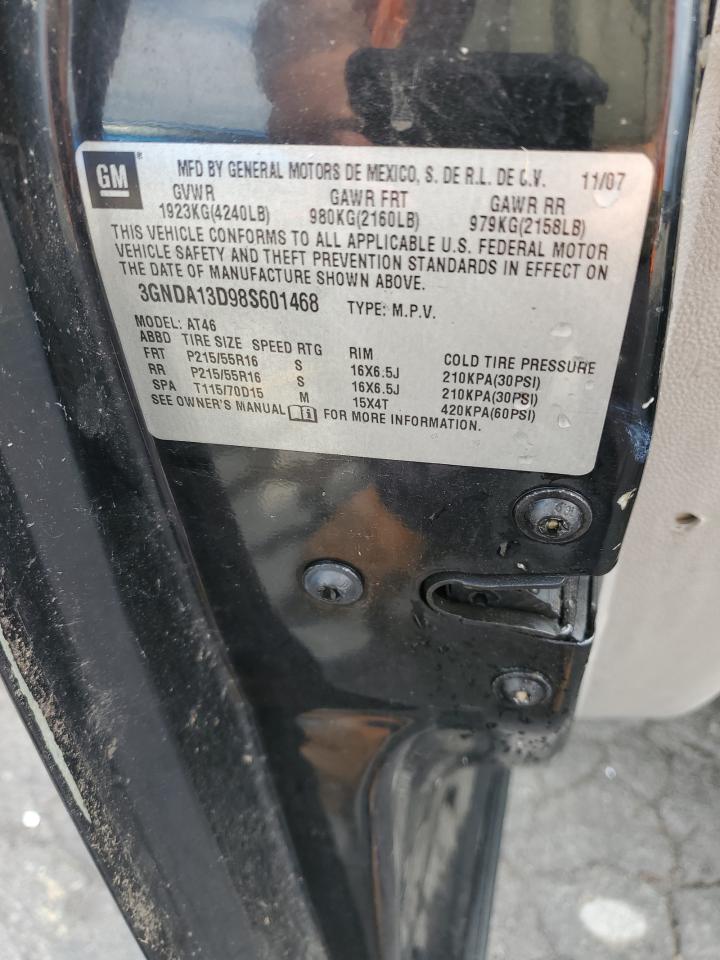 GM ® MFD BY GENERAL MOTORS DE MEXICO, S. DE R.L. DE C.V. 11/07
GVWR GAWR FRT GAWR RR
1923KG(4240LB) 980KG(2160LB) 979KG(2158LB)
THIS VEHICLE CONFORMS TO ALL APPLICABLE U.S. FEDERAL MOTOR
VEHICLE SAFETY AND THEFT PREVENTION STANDARDS IN EFFECT ON
THE DATE OF MANUFACTURE SHOWN ABOVE.
3GNDA13D98S601468 TYPE: M.P.V.
MODEL: AT46
ABBD TIRE SIZE SPEED RTG RIM COLD TIRE PRESSURE
FRT P215/55R16 S 16X6.5J 210KPA(30PSI)
RR P215/55R16 S 16X6.5J 210KPA(30PSI)
SPA T115/70D15 M 15X4T 420KPA(60PSI)
SEE OWNER'S MANUAL FOR MORE INFORMATION.